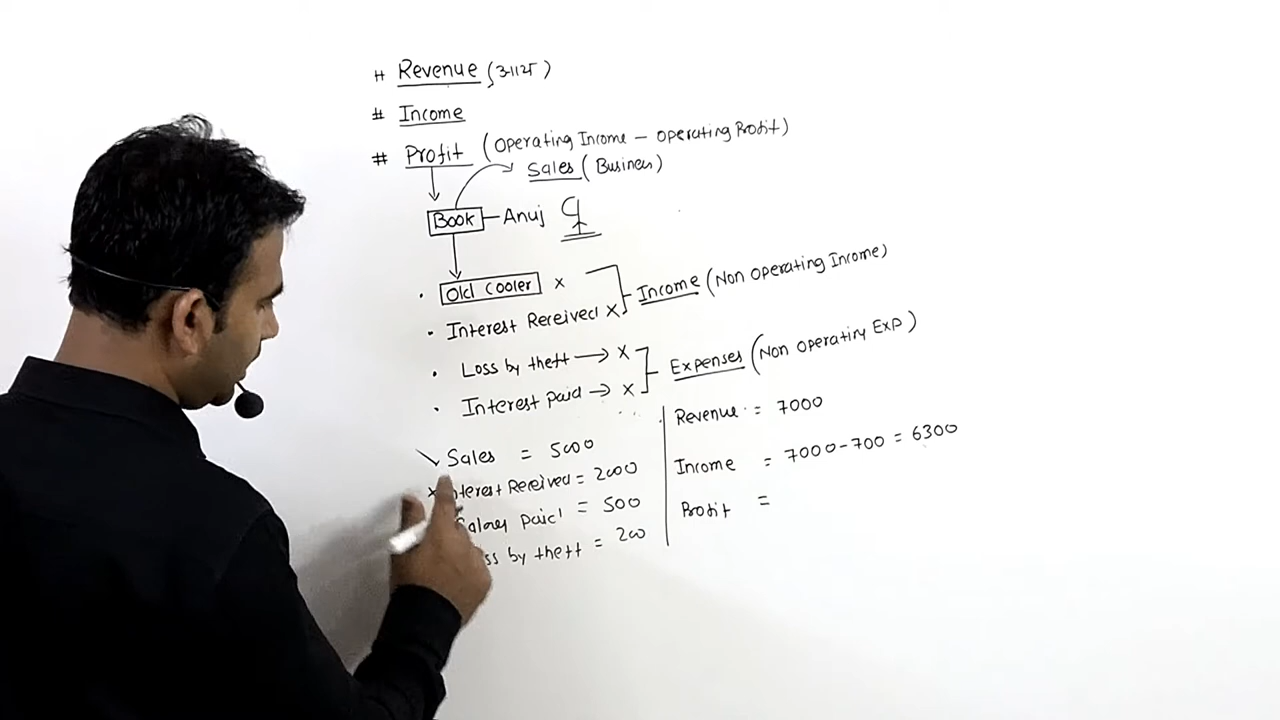 # Revenue (आय)
# Income
# Profit (Operating Income – Operating Profit)
Sales (Business)
Book – Anuj
• Old Cooler x
Income (Non Operating Income)
• Interest Received x
• Loss by theft → x
Expenses (Non Operating Exp)
• Interest paid → x
Sales = 5000
Interest Received = 2000
Salary paid = 500
Loss by theft = 200
Revenue = 7000
Income = 7000-700 = 6300
Profit =